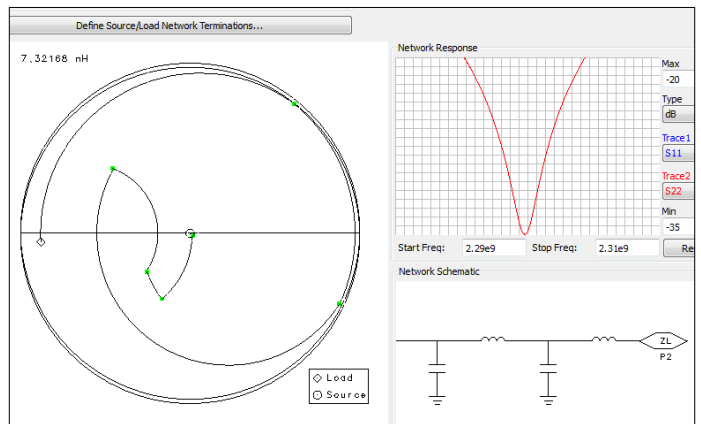 Define Source/Load Network Terminations...
7.32168 nH
Load
Source
Network Response
Max
-20
Type
dB
Trace1
S11
Trace2
S22
Min
-35
Start Freq: 2.29e9 Stop Freq: 2.31e9 Re
Network Schematic
ZL
P2